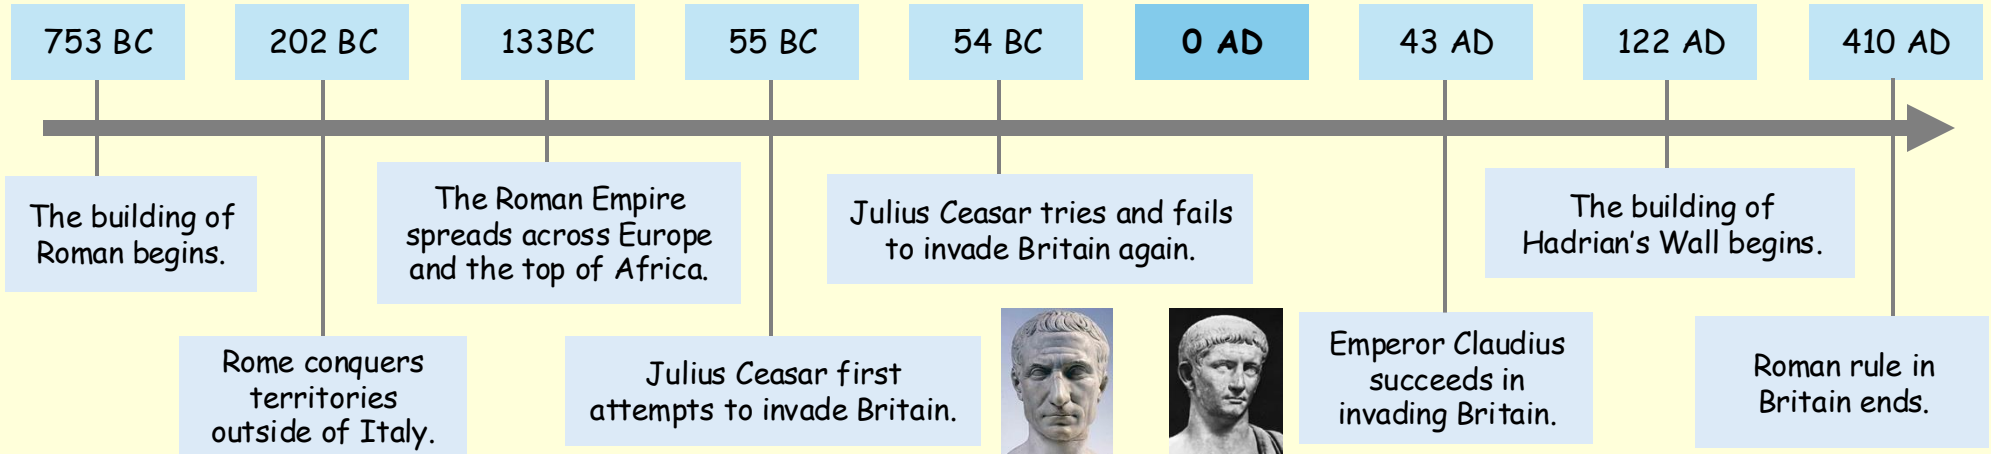 753 BC
202 BC
133BC
55 BC
54 BC
0 AD
43 AD
122 AD
410 AD
The building of
Roman begins.
Rome conquers
territories
outside of Italy.
The Roman Empire
spreads across Europe
and the top of Africa.
Julius Ceasar first
attempts to invade Britain.
Julius Ceasar tries and fails
to invade Britain again.
Emperor Claudius
succeeds in
invading Britain.
The building of
Hadrian's Wall begins.
Roman rule in
Britain ends.